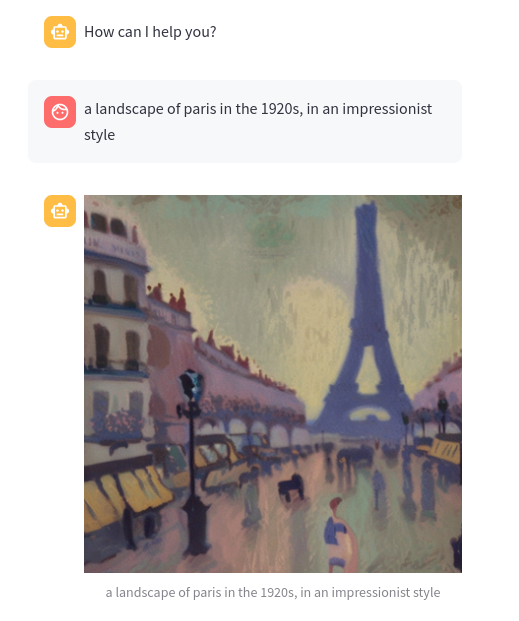 How can I help you?
a landscape of paris in the 1920s, in an impressionist
style
a landscape of paris in the 1920s, in an impressionist style